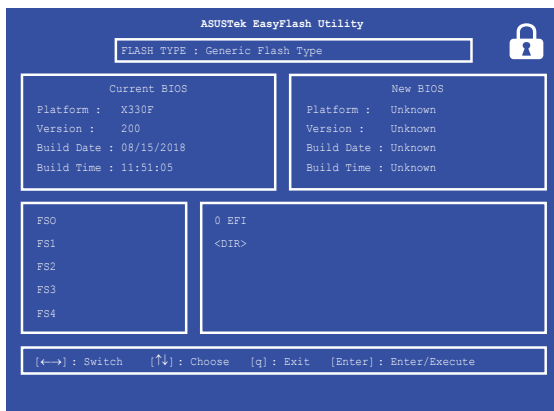 ASUSTek EasyFlash Utility
FLASH TYPE : Generic Flash Type
Current BIOS
Platform : X330F
Version : 200
Build Date : 08/15/2018
Build Time : 11:51:05
New BIOS
Platform : Unknown
Version : Unknown
Build Date : Unknown
Build Time : Unknown
FSO
FS1
FS2
FS3
FS4
0 EFI
<DIR>
[←→] : Switch [↑↓] : Choose [q] : Exit [Enter] : Enter/Execute